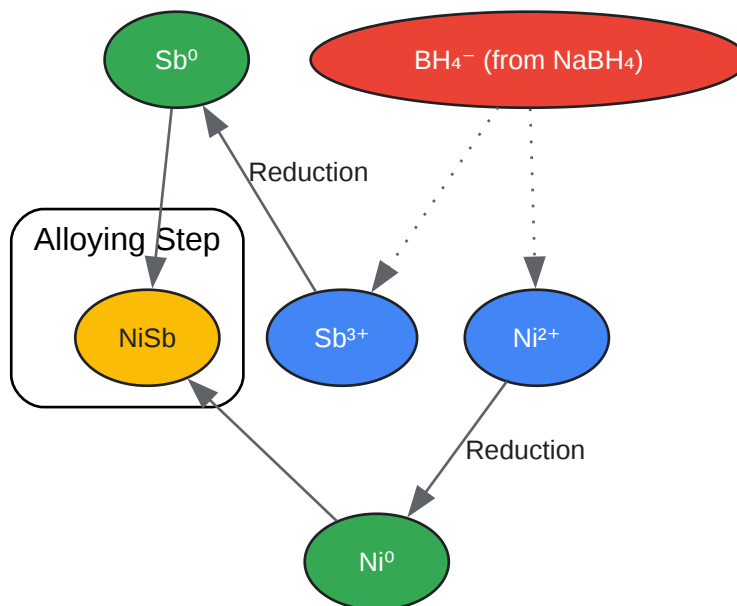 Sb⁰
BH₄⁻ (from NaBH₄)
Reduction
Alloying Step
NiSb
Sb³⁺
Ni²⁺
Reduction
Ni⁰